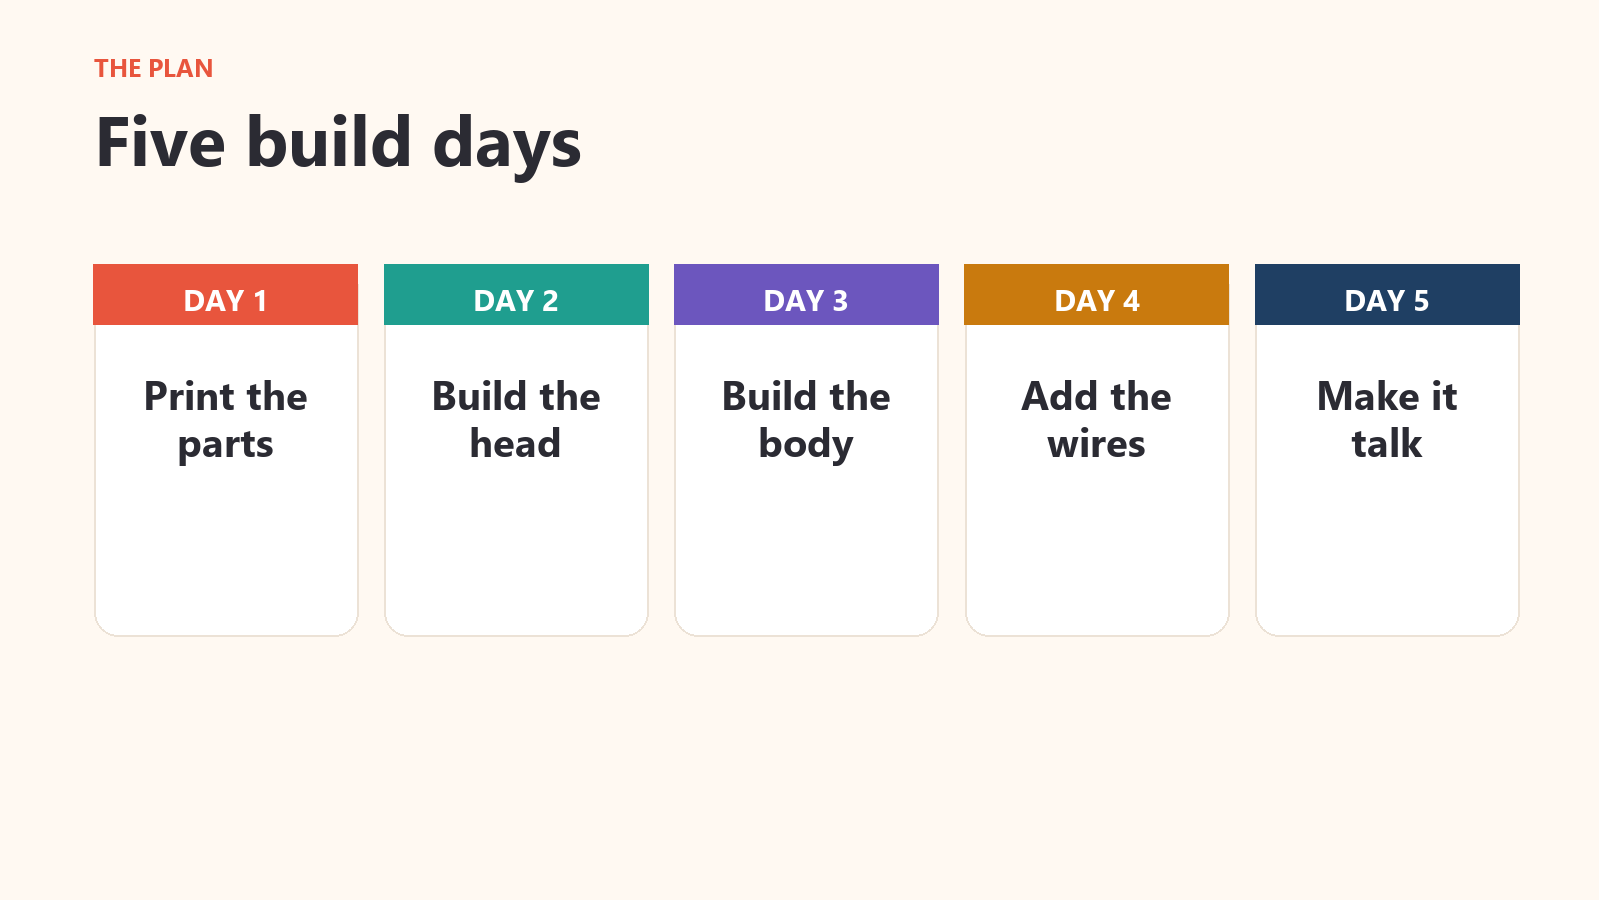 THE PLAN
Five build days
DAY 1
Print the
parts
DAY 2
Build the
head
DAY 3
Build the
body
DAY 4
Add the
wires
DAY 5
Make it
talk